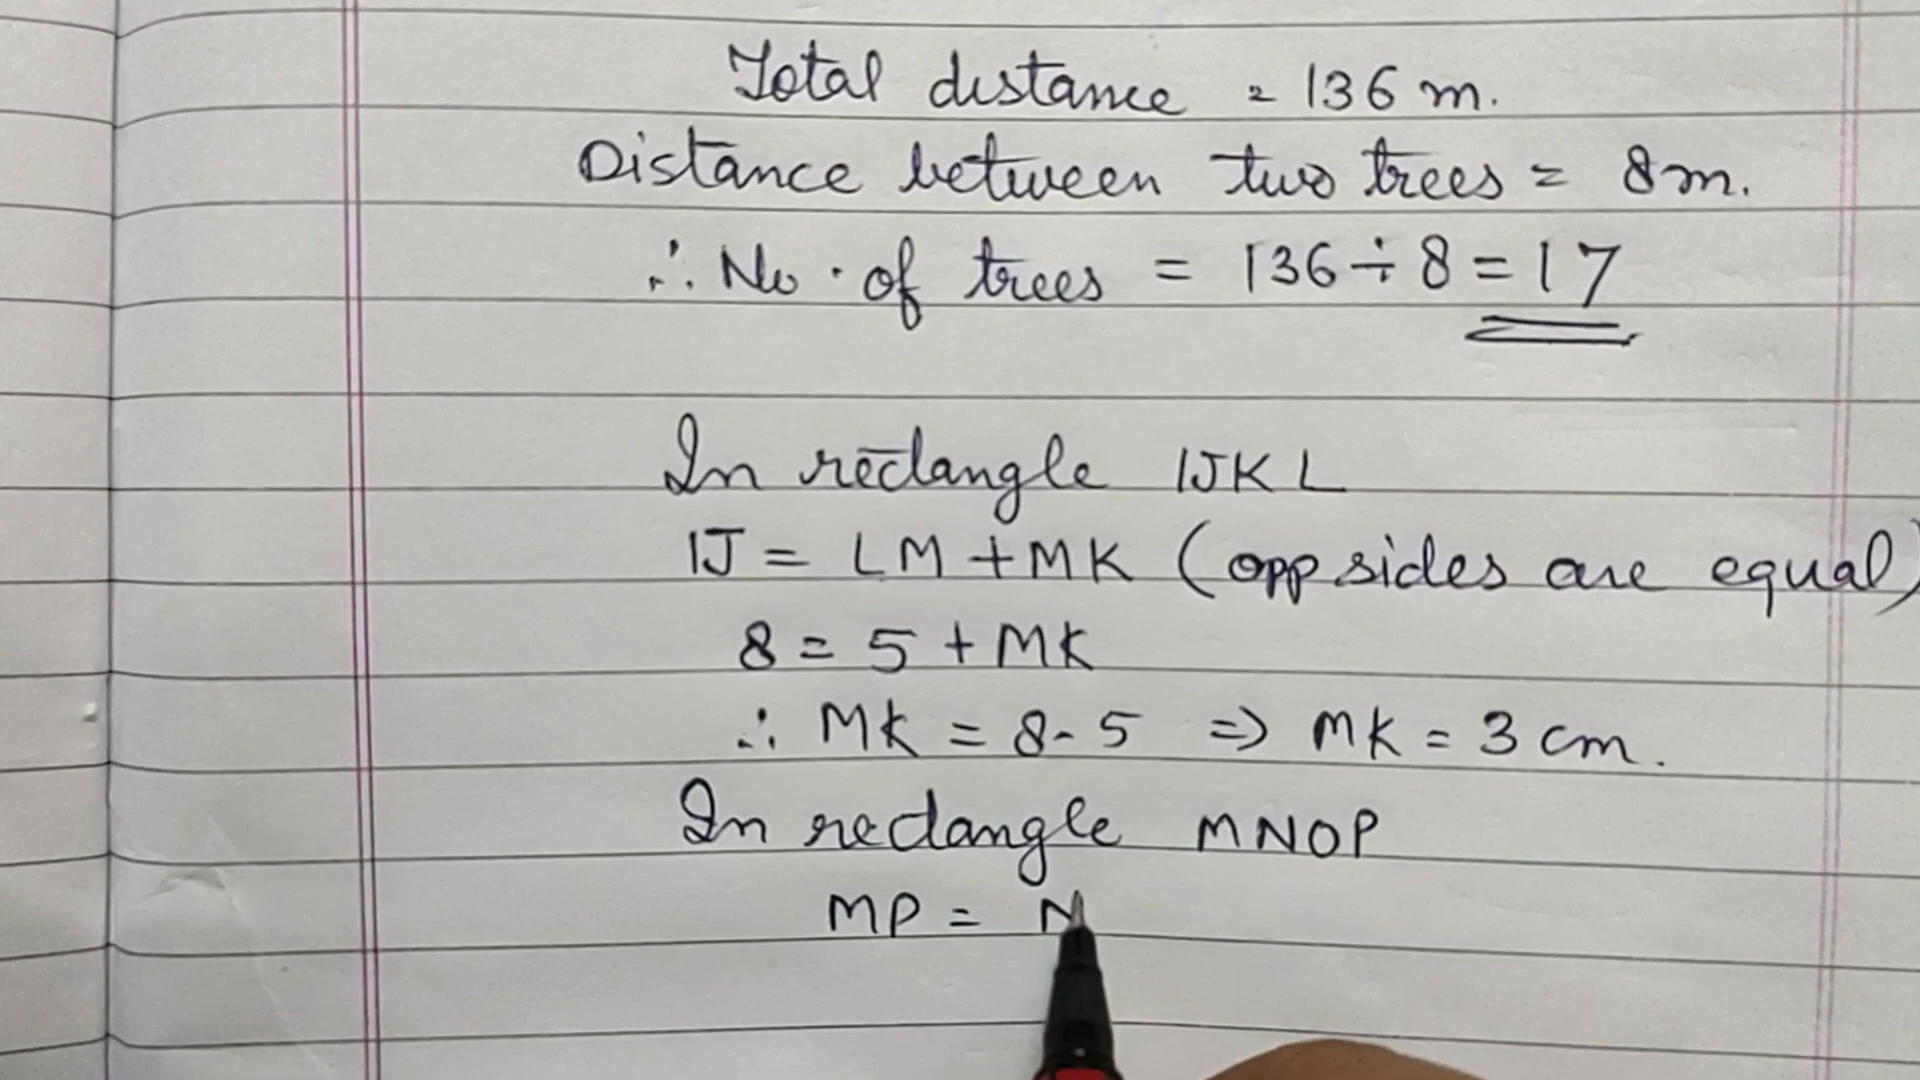 Total distance = 136 m.
Distance between two trees = 8m.
∴ No. of trees = 136 ÷ 8 = 17
In rectangle IJKL
IJ = LM + MK (opp sides are equal)
8 = 5 + MK
∴ MK = 8 - 5 => MK = 3 cm.
In rectangle MNOP
MP = N